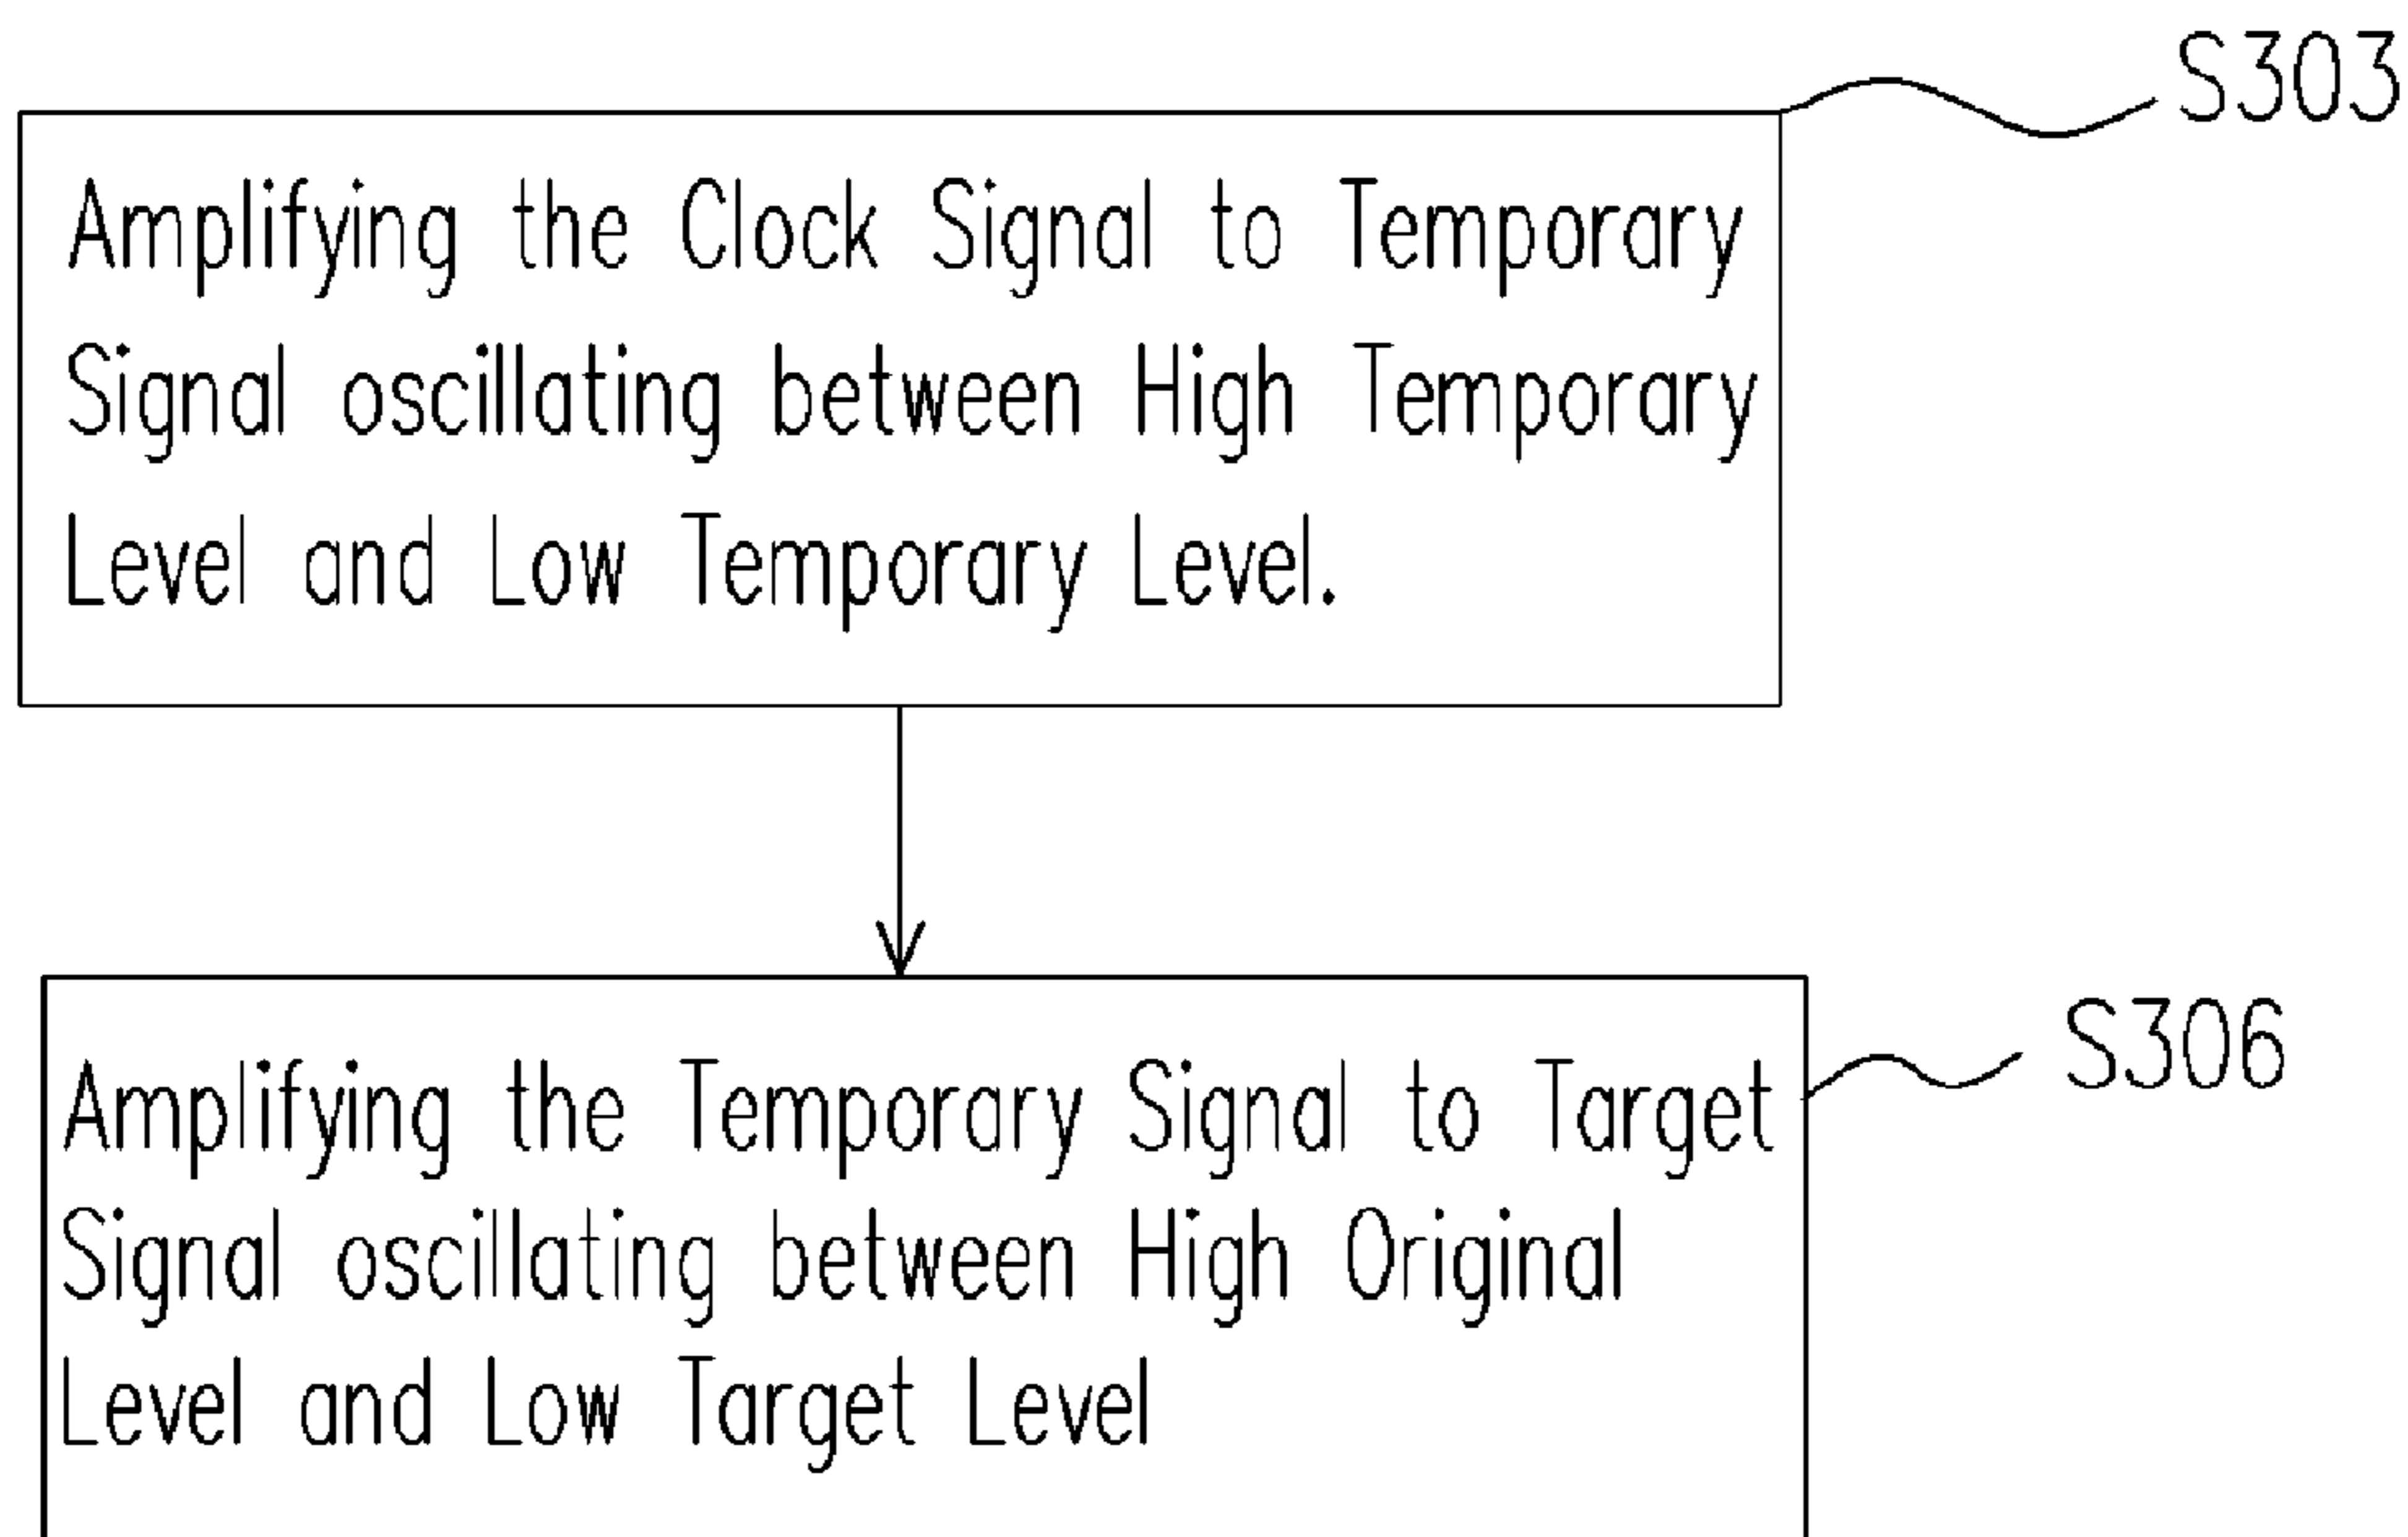 S303
Amplifying the Clock Signal to Temporary
Signal oscillating between High Temporary
Level and Low Temporary Level.
S306
Amplifying the Temporary Signal to Target
Signal oscillating between High Original
Level and Low Target Level